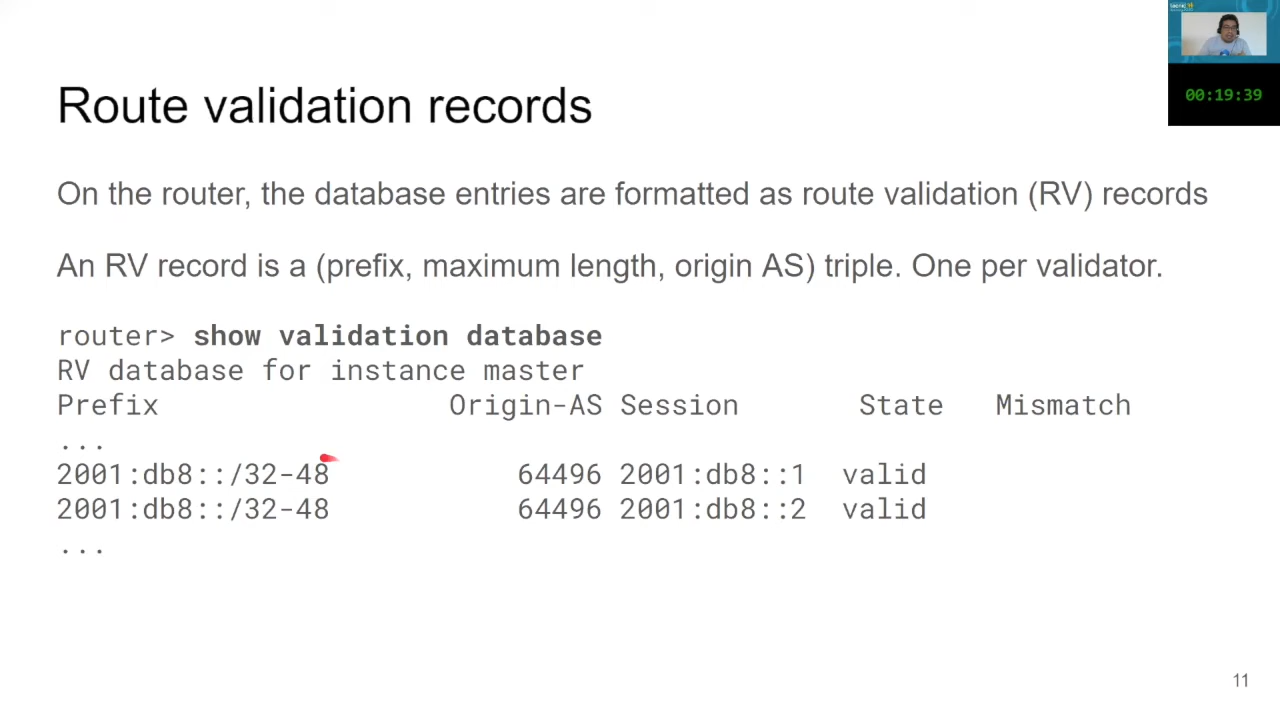 00:19:39
Route validation records
On the router, the database entries are formatted as route validation (RV) records
An RV record is a (prefix, maximum length, origin AS) triple. One per validator.
router> show validation database
RV database for instance master
Prefix Origin-AS Session State Mismatch
...
2001:db8::/32-48 64496 2001:db8::1 valid
2001:db8::/32-48 64496 2001:db8::2 valid
...
11